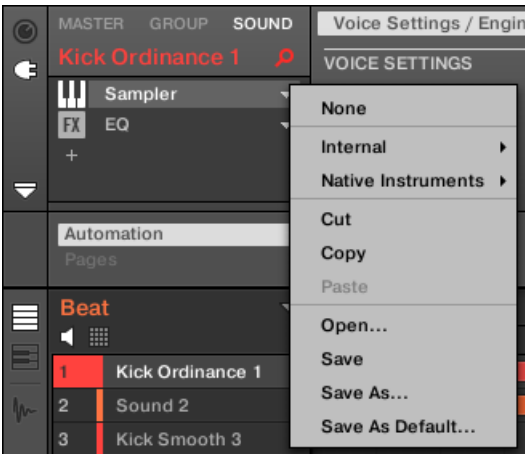 MASTER GROUP SOUND
Kick Ordinance 1
Sampler
FX EQ
+
Automation
Pages
Beat
1 Kick Ordinance 1
2 Sound 2
3 Kick Smooth 3
Voice Settings / Engin
VOICE SETTINGS
None
Internal
Native Instruments
Cut
Copy
Paste
Open...
Save
Save As...
Save As Default...